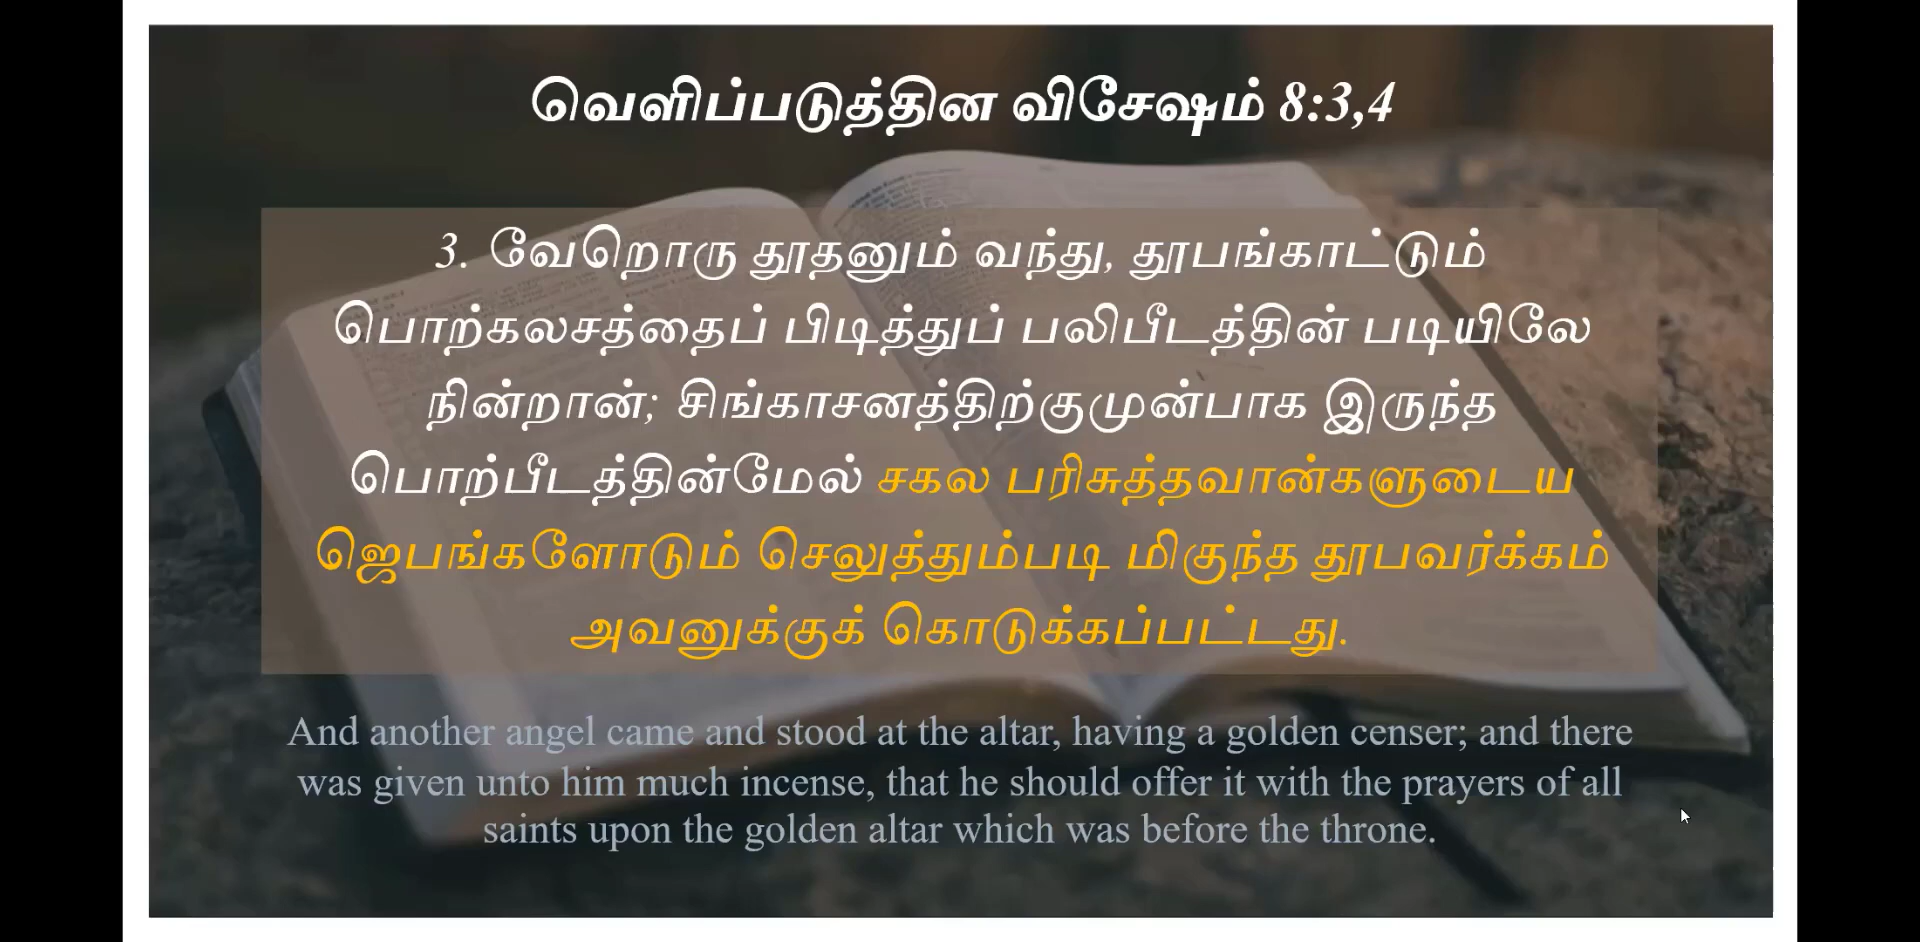 வெளிப்படுத்தின விசேஷம் 8:3,4
3. வேறொரு தூதனும் வந்து, தூபங்காட்டும்
பொற்கலசத்தைப் பிடித்துப் பலிபீடத்தின் படியிலே
நின்றான்; சிங்காசனத்திற்குமுன்பாக இருந்த
பொற்பீடத்தின்மேல் சகல பரிசுத்தவான்களுடைய
ஜெபங்களோடும் செலுத்தும்படி மிகுந்த தூபவர்க்கம்
அவனுக்குக் கொடுக்கப்பட்டது.
And another angel came and stood at the altar, having a golden censer; and there
was given unto him much incense, that he should offer it with the prayers of all
saints upon the golden altar which was before the throne.